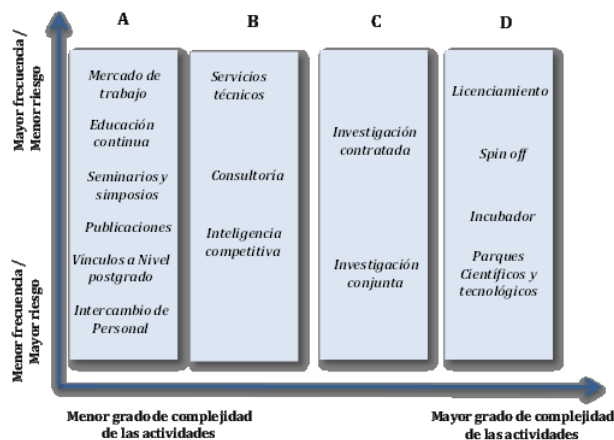 A
B
C
D
Mayor frecuencia /
Menor riesgo
Menor frecuencia /
Mayor riesgo
Mercado de
trabajo
Educación
continua
Seminarios y
simposios
Publicaciones
Vínculos a Nivel
postgrado
Intercambio de
Personal
Servicios
técnicos
Consultoría
Inteligencia
competitiva
Investigación
contratada
Investigación
conjunta
Licenciamiento
Spin off
Incubador
Parques
Científicos y
tecnológicos
Menor grado de complejidad
de las actividades
Mayor grado de complejidad
de las actividades